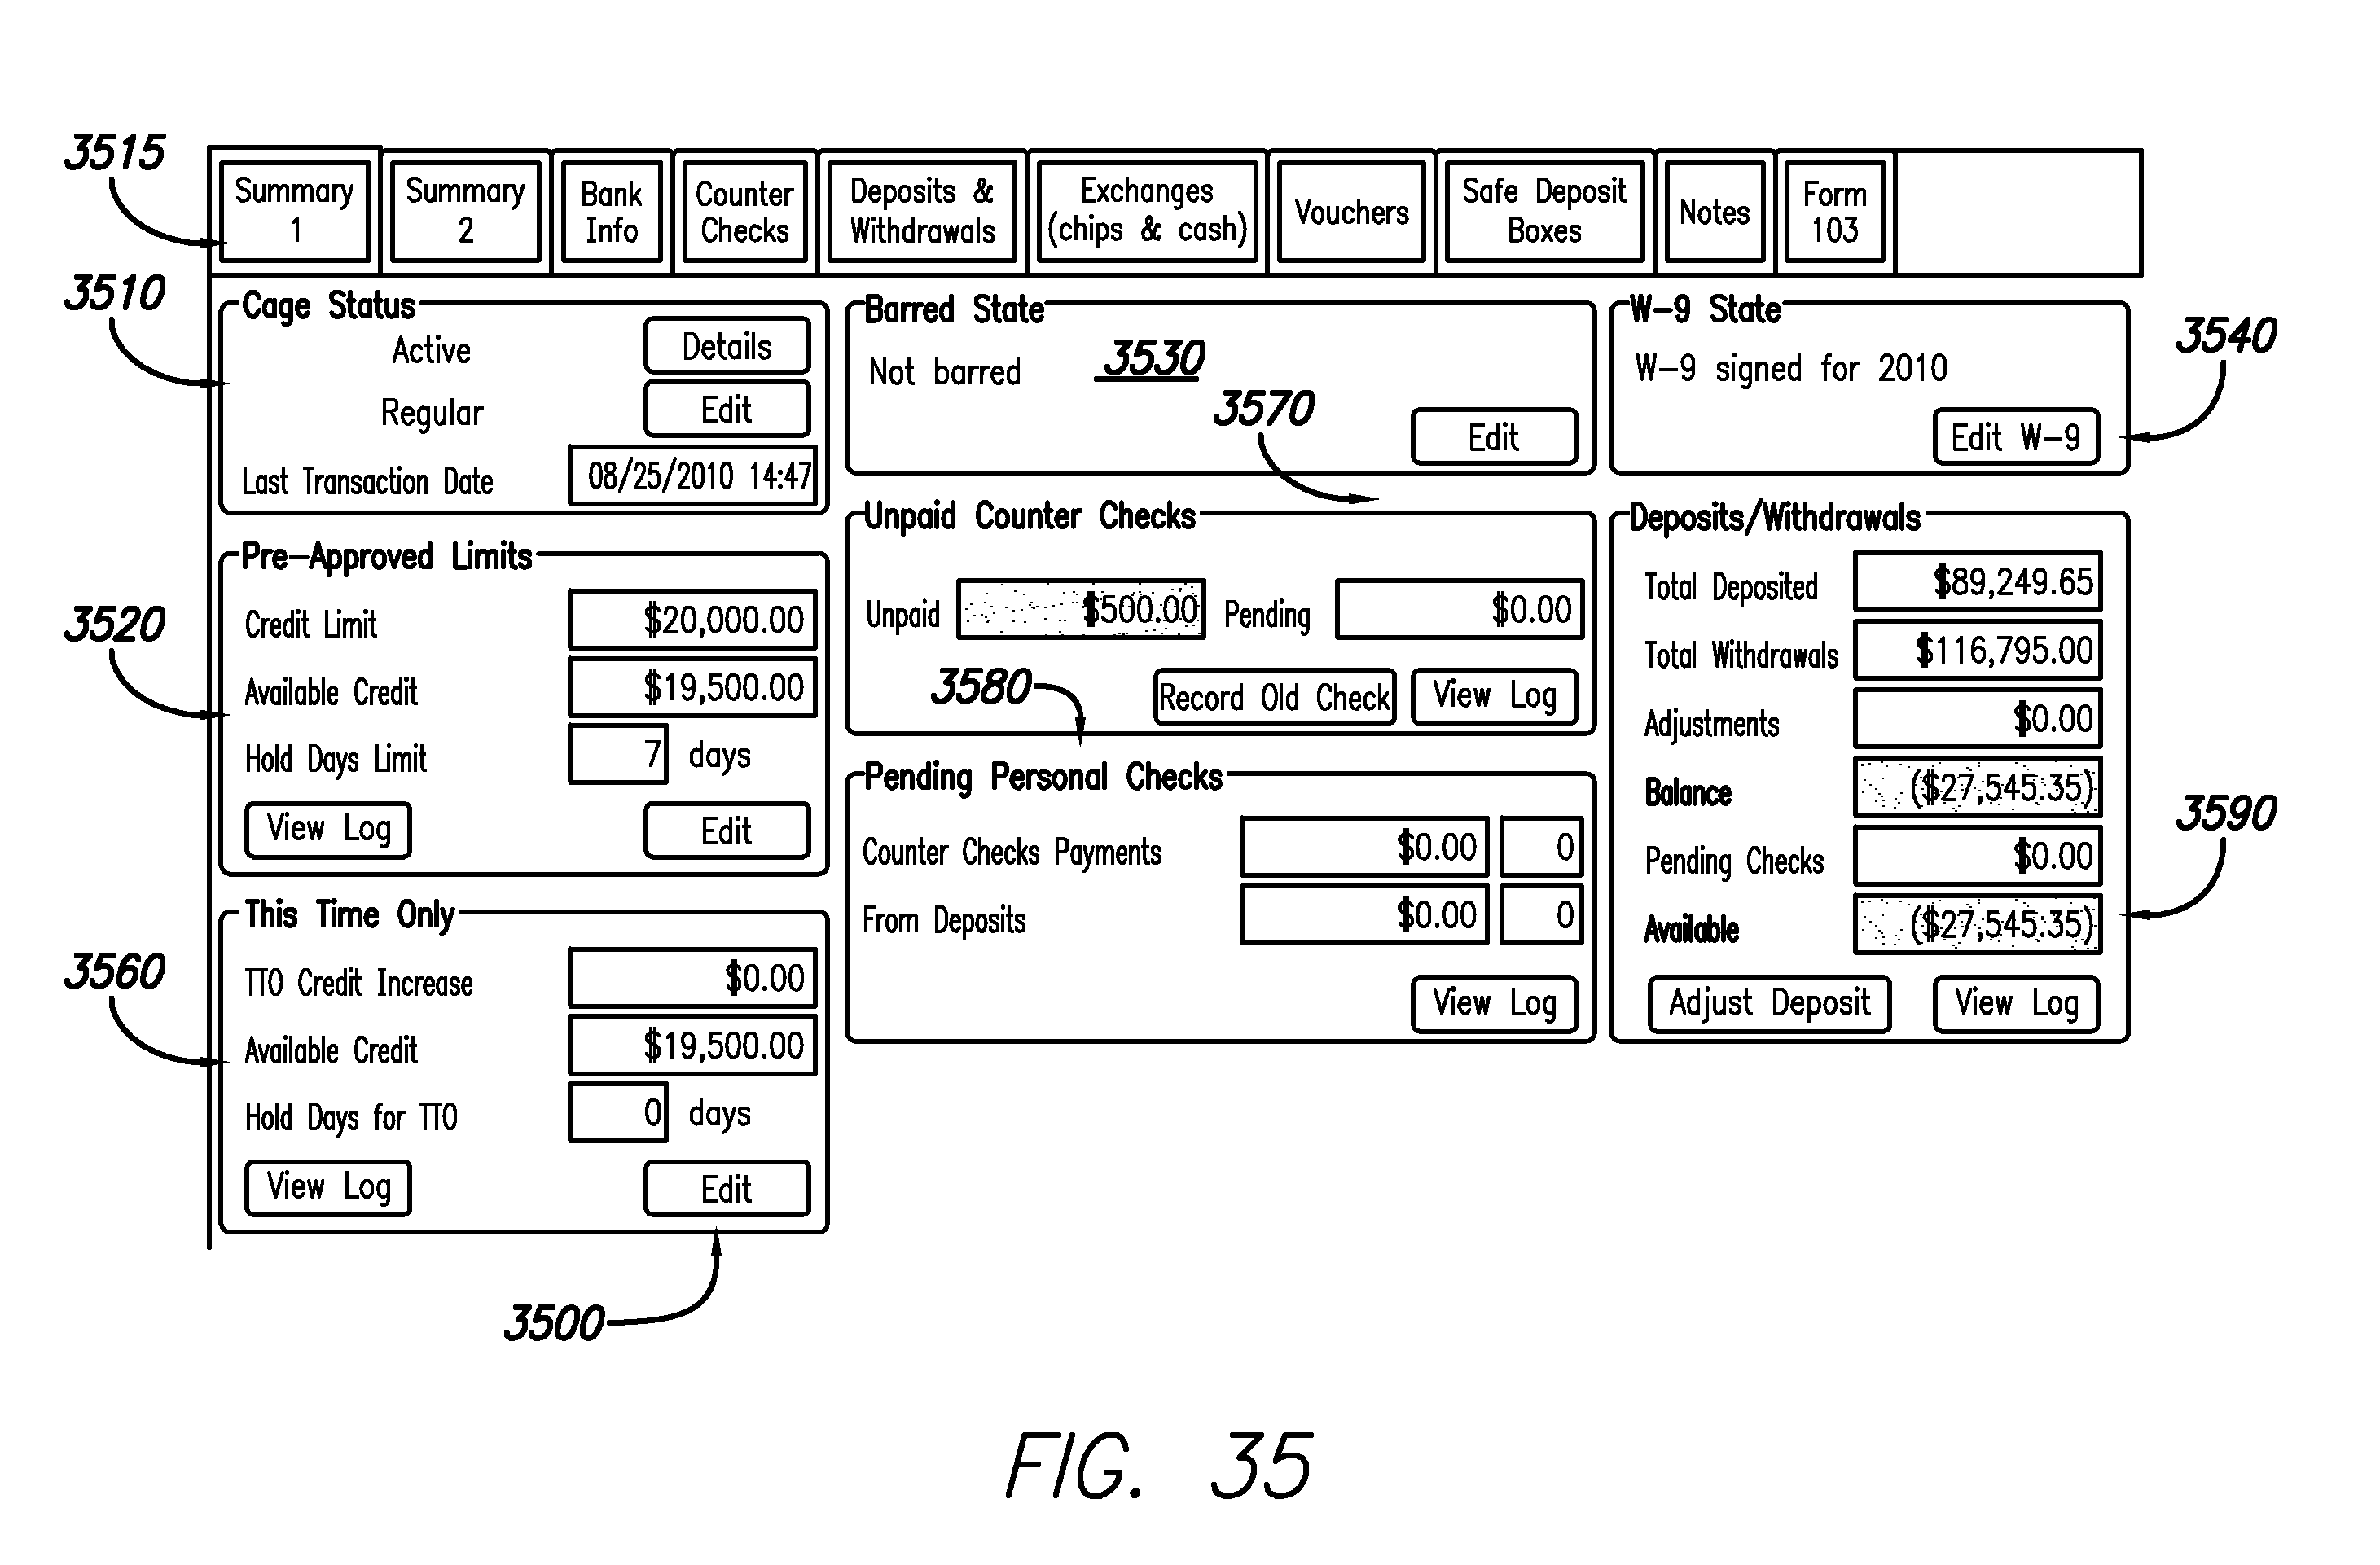 3515
Summary 1
Summary 2
Bank Info
Counter Checks
Deposits & Withdrawals
Exchanges (chips & cash)
Vouchers
Safe Deposit Boxes
Notes
Form 103
3510
Cage Status
Active
Details
Regular
Edit
Last Transaction Date 08/25/2010 14:47
Barred State
Not barred
3530
3570
Edit
W-9 State
W-9 signed for 2010
Edit W-9
3540
3520
Pre-Approved Limits
Credit Limit $20,000.00
Available Credit $19,500.00
Hold Days Limit 7 days
View Log
Edit
Unpaid Counter Checks
Unpaid $500.00 Pending $0.00
3580
Record Old Check
View Log
Pending Personal Checks
Counter Checks Payments $0.00 0
From Deposits $0.00 0
View Log
Deposits/Withdrawals
Total Deposited $89,249.65
Total Withdrawals $116,795.00
Adjustments $0.00
Balance ($27,545.35)
Pending Checks $0.00
Available ($27,545.35)
Adjust Deposit
View Log
3590
3560
This Time Only
TTO Credit Increase $0.00
Available Credit $19,500.00
Hold Days for TTO 0 days
View Log
Edit
3500
FIG. 35